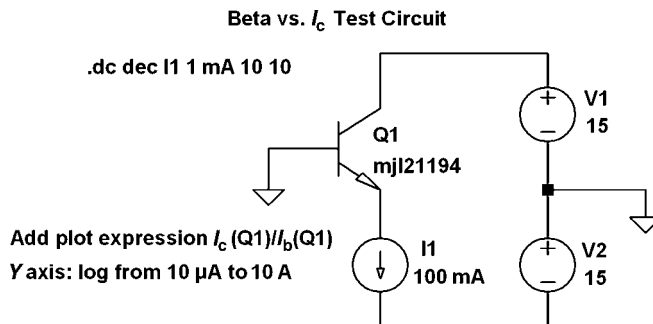 Beta vs. Ic Test Circuit
.dc dec I1 1 mA 10 10
+
V1
15
−
Q1
mjl21194
Add plot expression Ic (Q1)/Ib(Q1)
Y axis: log from 10 µA to 10 A
I1
100 mA
+
V2
15
−